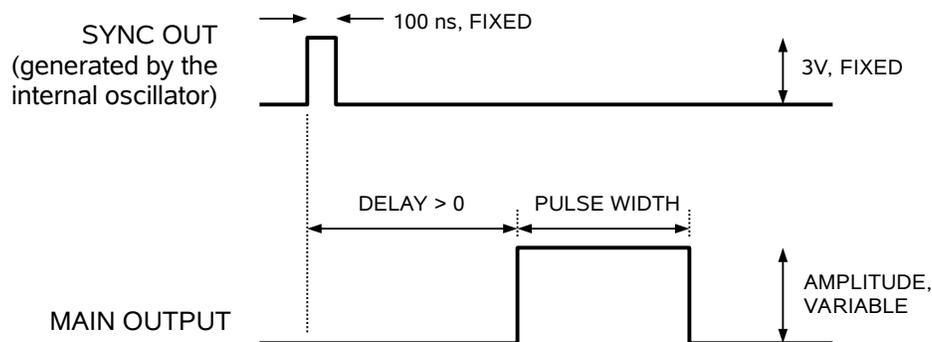 100 ns, FIXED
SYNC OUT
(generated by the
internal oscillator)
3V, FIXED
DELAY > 0
PULSE WIDTH
AMPLITUDE,
VARIABLE
MAIN OUTPUT